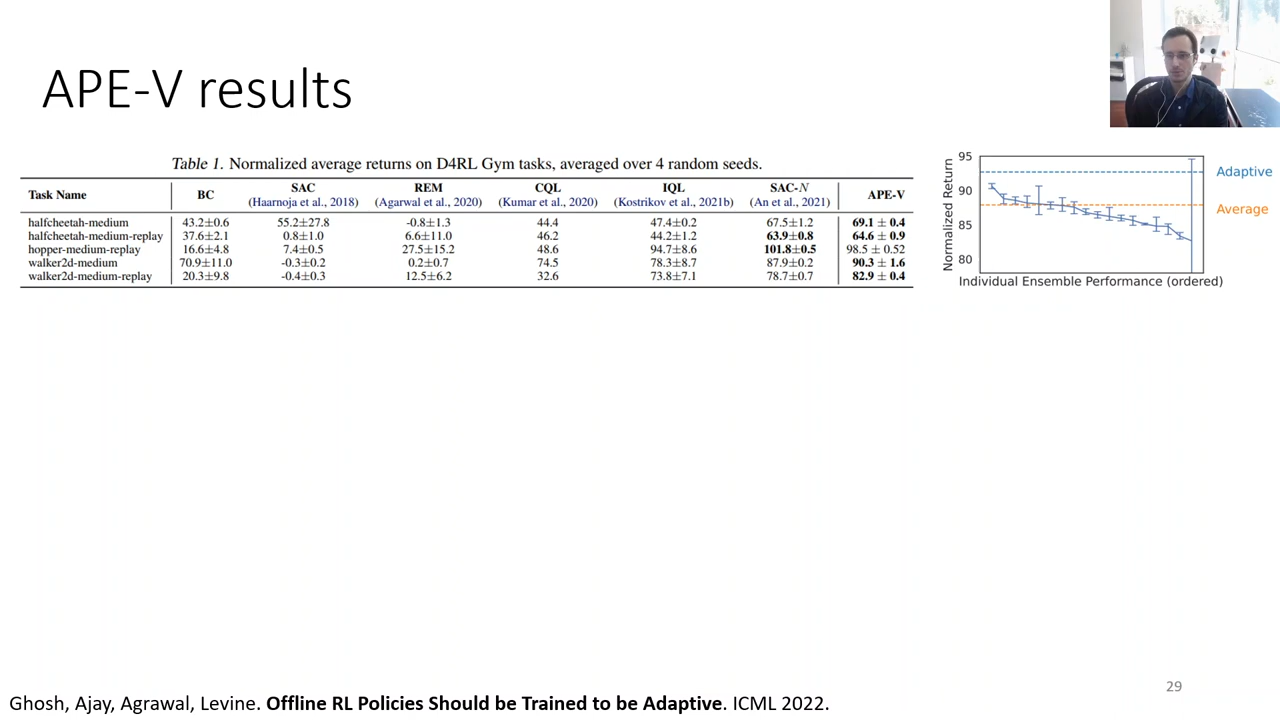 APE-V results
Table 1. Normalized average returns on D4RL Gym tasks, averaged over 4 random seeds.
Task Name BC SAC (Haarnoja et al., 2018) REM (Agarwal et al., 2020) CQL (Kumar et al., 2020) IQL (Kostrikov et al., 2021b) SAC-N (An et al., 2021) APE-V
halfcheetah-medium 43.2±0.6 55.2±27.8 -0.8±1.3 44.4 47.4±0.2 67.5±1.2 69.1 ± 0.4
halfcheetah-medium-replay 37.6±2.1 0.8±1.0 6.6±11.0 46.2 44.2±1.2 63.9±0.8 64.6 ± 0.9
hopper-medium-replay 16.6±4.8 7.4±0.5 27.5±15.2 48.6 94.7±8.6 101.8±0.5 98.5 ± 0.52
walker2d-medium 70.9±11.0 -0.3±0.2 0.2±0.7 74.5 78.3±8.7 87.9±0.2 90.3 ± 1.6
walker2d-medium-replay 20.3±9.8 -0.4±0.3 12.5±6.2 32.6 73.8±7.1 78.7±0.7 82.9 ± 0.4
Normalized Return
95
90
85
80
Adaptive
Average
Individual Ensemble Performance (ordered)
29
Ghosh, Ajay, Agrawal, Levine. Offline RL Policies Should be Trained to be Adaptive. ICML 2022.